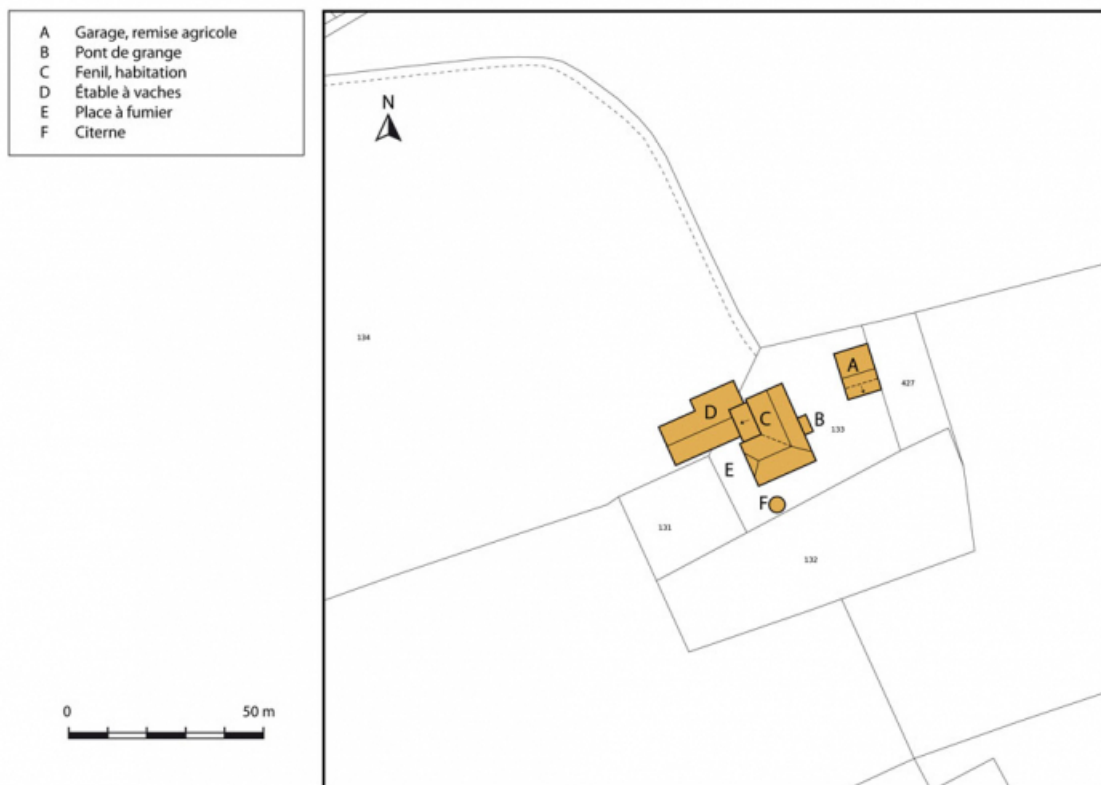 A Garage, remise agricole
B Pont de grange
C Fenil, habitation
D Étable à vaches
E Place à fumier
F Citerne
N
134
A
427
D
C
B
133
E
F
131
132
0 50 m